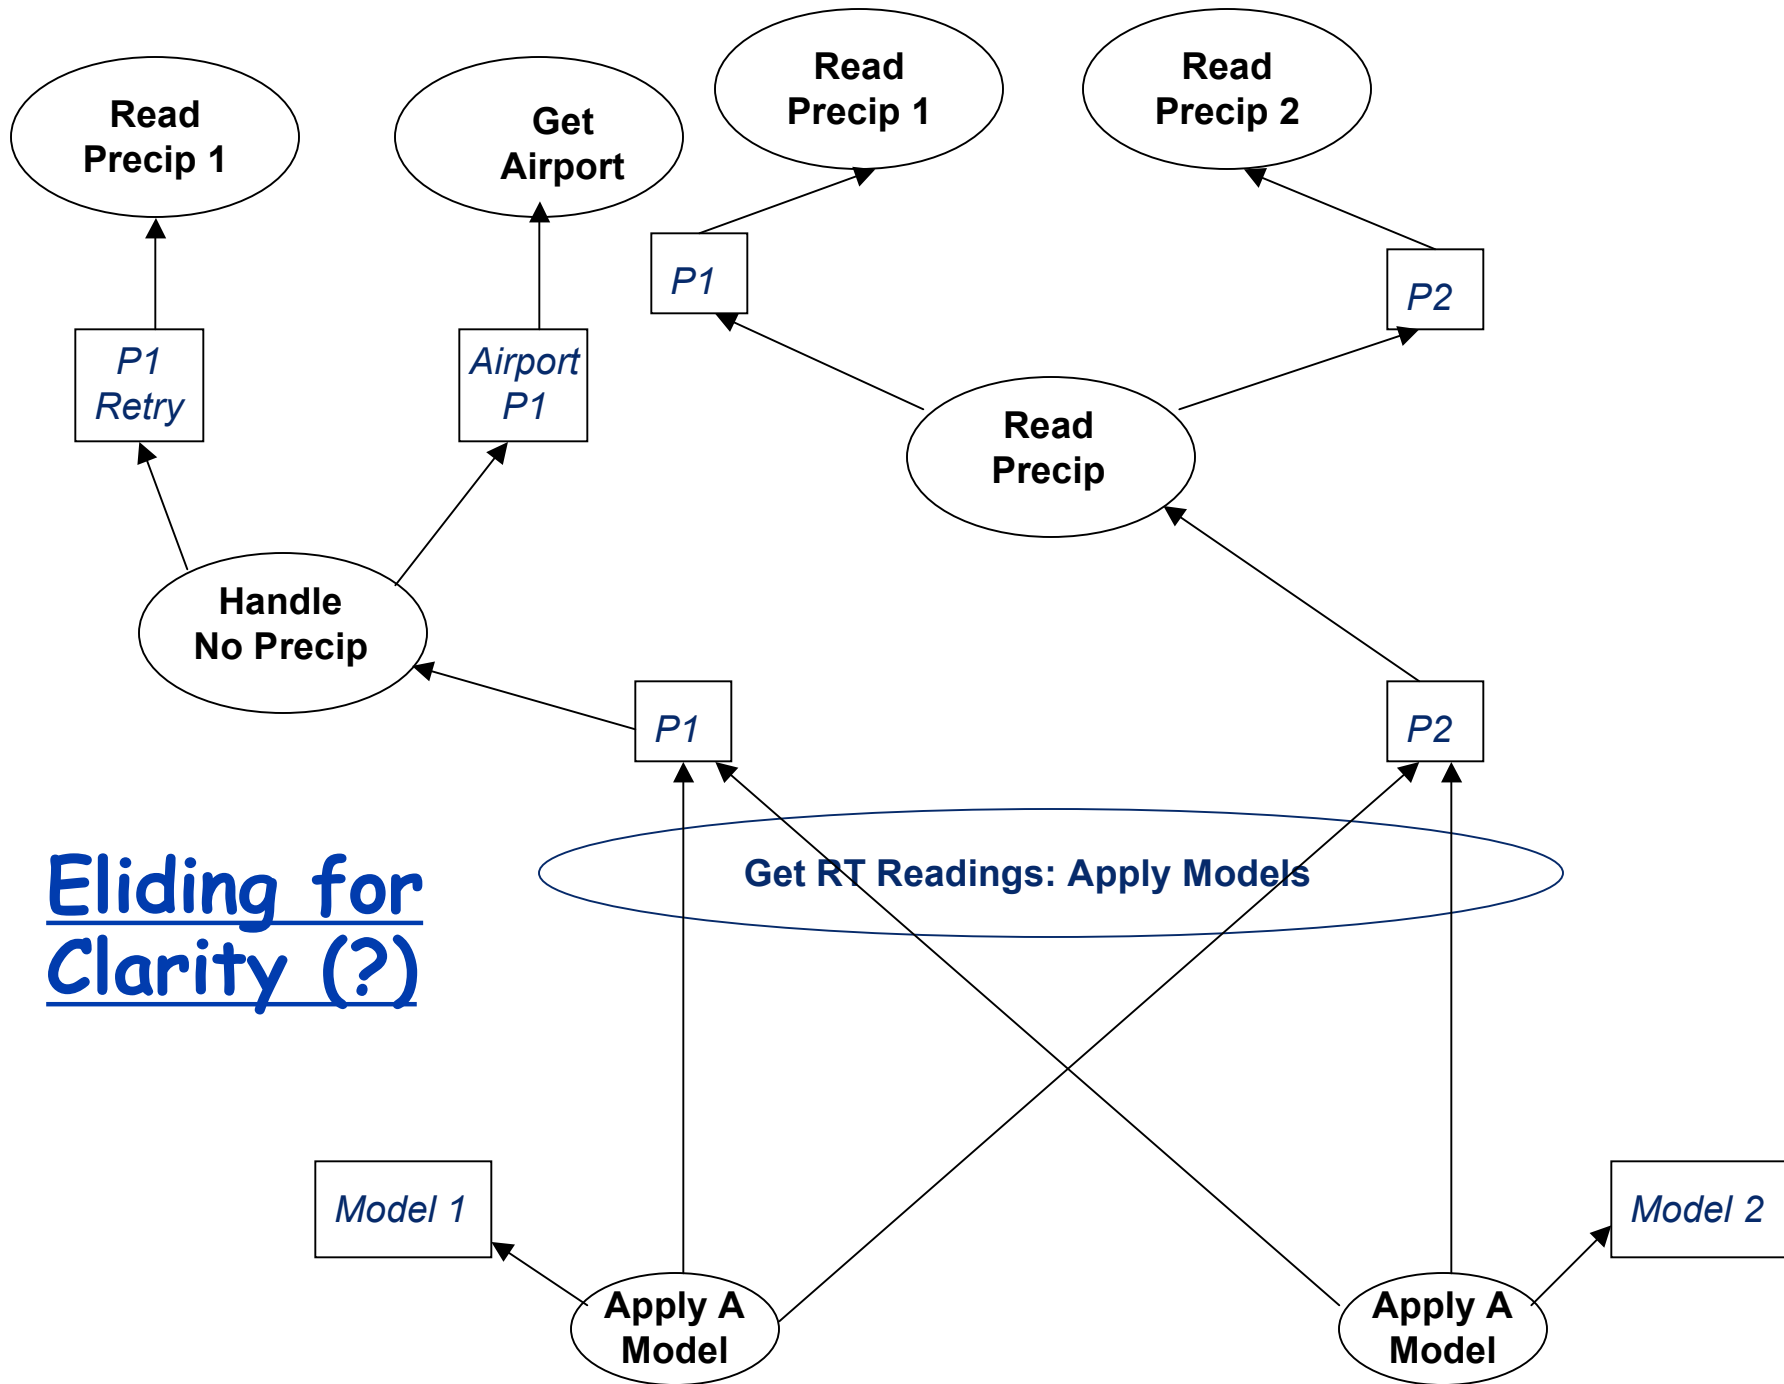 Read
Precip 1
Get
Airport
Read
Precip 1
Read
Precip 2
P1
P2
P1
Retry
Airport
P1
Read
Precip
Handle
No Precip
P1
P2
Eliding for
Clarity (?)
Get RT Readings: Apply Models
Model 1
Model 2
Apply A
Model
Apply A
Model